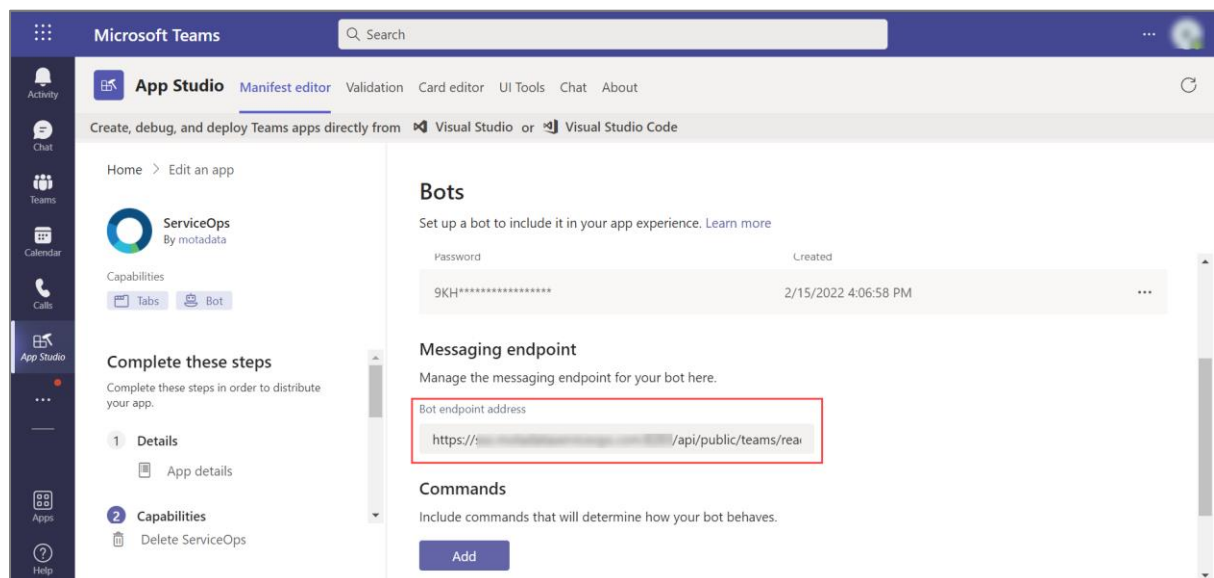 Microsoft Teams
Search
Activity
Chat
Teams
Calendar
Calls
App Studio
Apps
Help
App Studio Manifest editor Validation Card editor UI Tools Chat About
Create, debug, and deploy Teams apps directly from Visual Studio or Visual Studio Code
Home > Edit an app
ServiceOps
By motadata
Capabilities
Tabs Bot
Complete these steps
Complete these steps in order to distribute
your app.
1 Details
App details
2 Capabilities
Delete ServiceOps
Bots
Set up a bot to include it in your app experience. Learn more
Password Created
9KH***************** 2/15/2022 4:06:58 PM
Messaging endpoint
Manage the messaging endpoint for your bot here.
Bot endpoint address
https:// /api/public/teams/rea
Commands
Include commands that will determine how your bot behaves.
Add